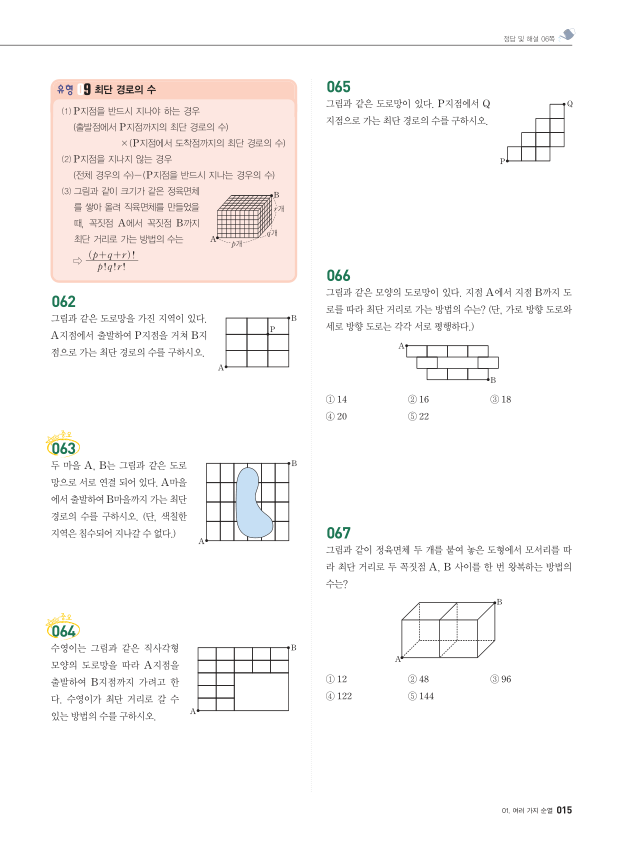 정답 및 해설 06쪽
유형 09 최단 경로의 수
(1) P지점을 반드시 지나야 하는 경우
(출발점에서 P지점까지의 최단 경로의 수)
×(P지점에서 도착점까지의 최단 경로의 수)
(2) P지점을 지나지 않는 경우
(전체 경우의 수)−(P지점을 반드시 지나는 경우의 수)
(3) 그림과 같이 크기가 같은 정육면체
를 쌓아 올려 직육면체를 만들었을
때, 꼭짓점 A에서 꼭짓점 B까지
최단 거리로 가는 방법의 수는
⇨ (p+q+r)! / p!q!r!
B
r개
q개
A
p개
062
그림과 같은 도로망을 가진 지역이 있다.
A지점에서 출발하여 P지점을 거쳐 B지
점으로 가는 최단 경로의 수를 구하시오.
B
P
A
063
두 마을 A, B는 그림과 같은 도로
망으로 서로 연결 되어 있다. A마을
에서 출발하여 B마을까지 가는 최단
경로의 수를 구하시오. (단, 색칠한
지역은 침수되어 지나갈 수 없다.)
B
A
064
수영이는 그림과 같은 직사각형
모양의 도로망을 따라 A지점을
출발하여 B지점까지 가려고 한
다. 수영이가 최단 거리로 갈 수
있는 방법의 수를 구하시오.
B
A
065
그림과 같은 도로망이 있다. P지점에서 Q
지점으로 가는 최단 경로의 수를 구하시오.
Q
P
066
그림과 같은 모양의 도로망이 있다. 지점 A에서 지점 B까지 도
로를 따라 최단 거리로 가는 방법의 수는? (단, 가로 방향 도로와
세로 방향 도로는 각각 서로 평행하다.)
A
B
① 14 ② 16 ③ 18
④ 20 ⑤ 22
067
그림과 같이 정육면체 두 개를 붙여 놓은 도형에서 모서리를 따
라 최단 거리로 두 꼭짓점 A, B 사이를 한 번 왕복하는 방법의
수는?
B
A
① 12 ② 48 ③ 96
④ 122 ⑤ 144
01. 여러 가지 순열 015